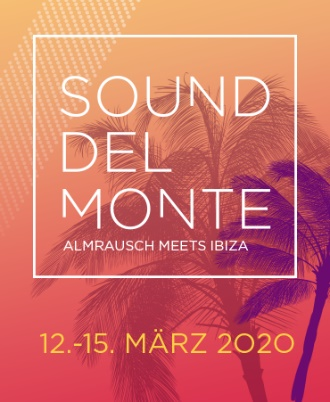 SOUND
DEL
MONTE
ALMRAUSCH MEETS IBIZA
12.-15. MÄRZ 2020